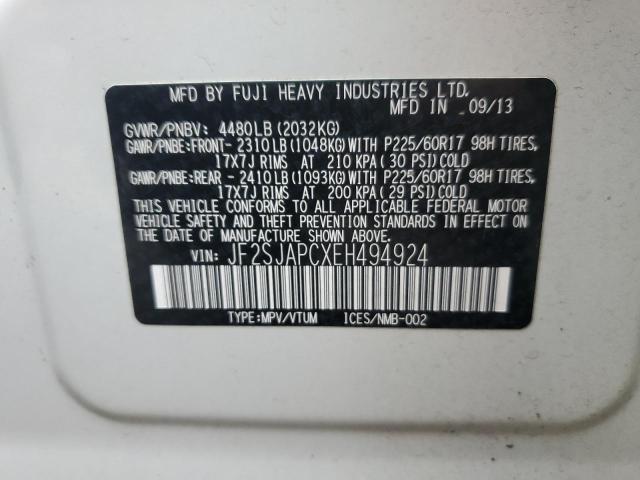 MFD BY FUJI HEAVY INDUSTRIES LTD.
MFD IN 09/13
GVWR/PNBV: 4480LB (2032KG)
GAWR/PNBE:FRONT- 2310LB (1048KG) WITH P225/60R17 98H TIRES,
17X7J RIMS AT 210 KPA (30 PSI) COLD
GAWR/PNBE:REAR - 2410LB (1093KG) WITH P225/60R17 98H TIRES,
17X7J RIMS AT 200 KPA (29 PSI) COLD
THIS VEHICLE CONFORMS TO ALL APPLICABLE FEDERAL MOTOR
VEHICLE SAFETY AND THEFT PREVENTION STANDARDS IN EFFECT ON
THE DATE OF MANUFACTURE SHOWN ABOVE.
VIN: JF2SJAPCXEH494924
TYPE:MPV/VTUM ICES/NMB-002